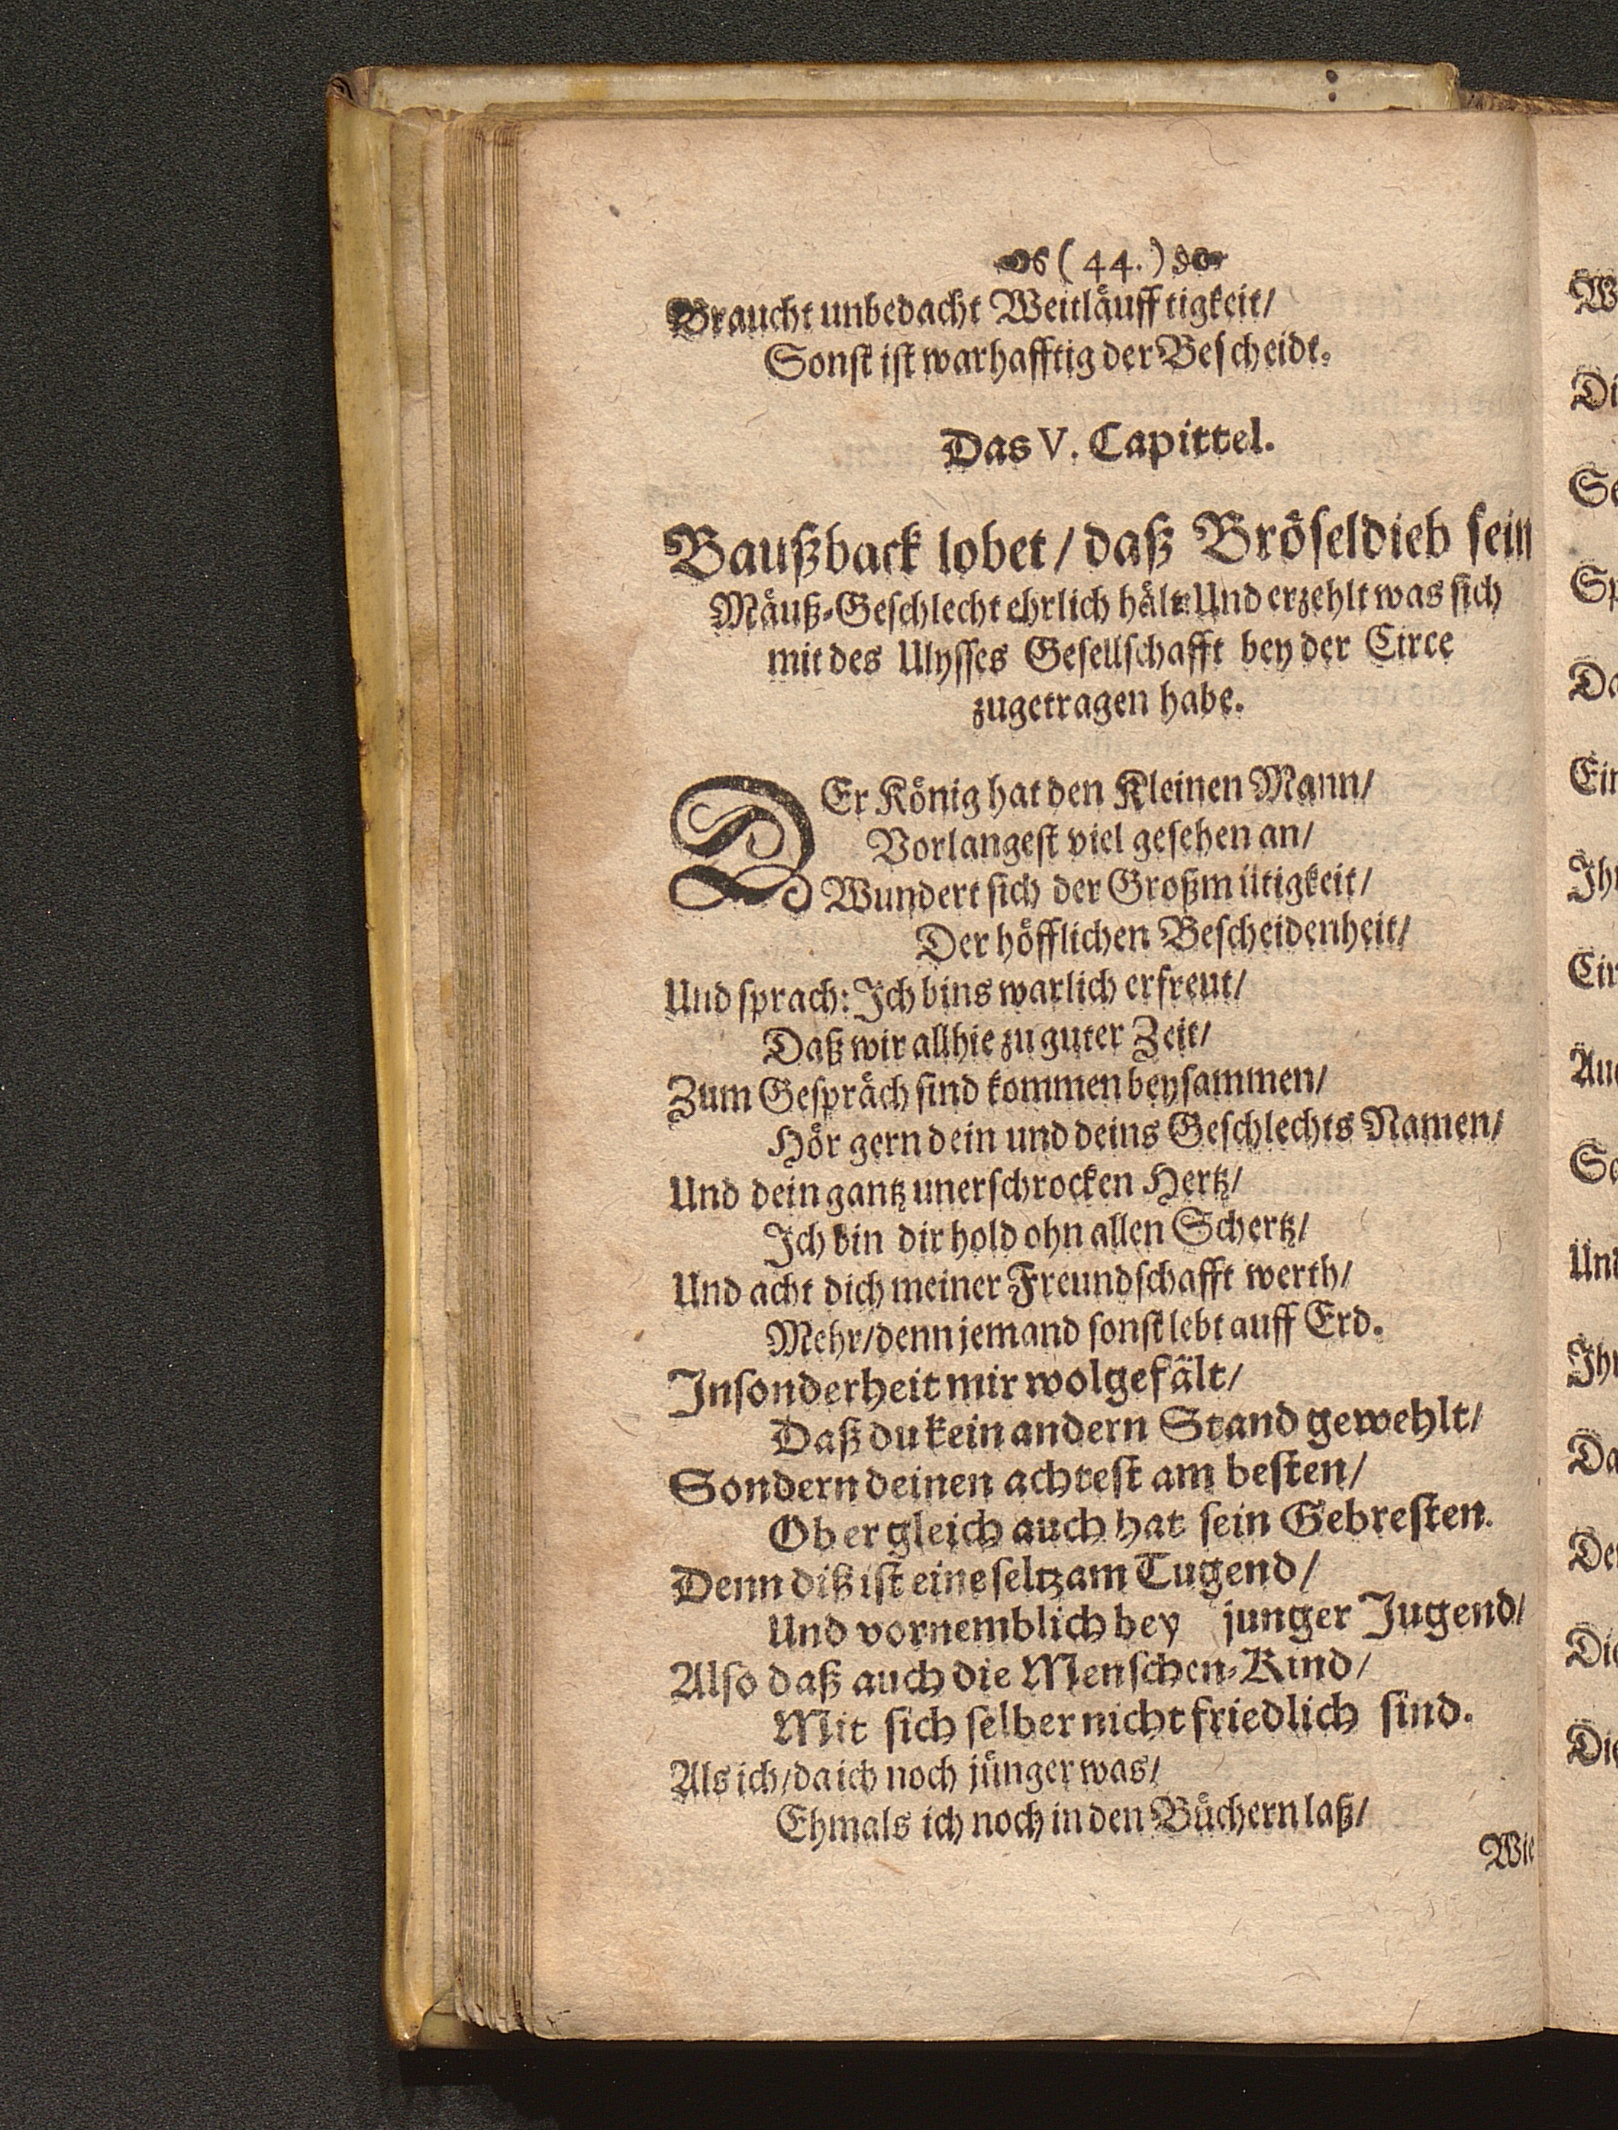 (44.)
Braucht unbedacht Weitläufftigkeit/
Sonst ist warhafftig der Bescheidt.
Das V. Capittel.
Baußback lobet/ daß Bröseldieb sein
Mäuß-Geschlecht ehrlich hält: Und erzehlt was sich
mit des Ulysses Gesellschafft bey der Circe
zugetragen habe.
DEr König hat den Kleinen Mann/
Vorlangest viel gesehen an/
Wundert sich der Großmütigkeit/
Der höfflichen Bescheidenheit/
Und sprach: Ich bins warlich erfreut/
Daß wir allhie zu guter Zeit/
Zum Gespräch sind kommen beysammen/
Hör gern dein und deins Geschlechts Namen/
Und dein gantz unerschrocken Hertz/
Ich bin dir hold ohn allen Schertz/
Und acht dich meiner Freundschafft werth/
Mehr/ denn jemand sonst lebt auff Erd.
Insonderheit mir wolgefält/
Daß du kein andern Stand gewehlt/
Sondern deinen achtest am besten/
Ob er gleich auch hat sein Gebresten.
Denn diß ist eine seltzam Tugend/
Und vornemblich bey junger Jugend/
Also daß auch die Menschen-Kind/
Mit sich selber nicht friedlich sind.
Als ich/ da ich noch jünger was/
Ehmals ich noch in den Büchern laß/
Wie